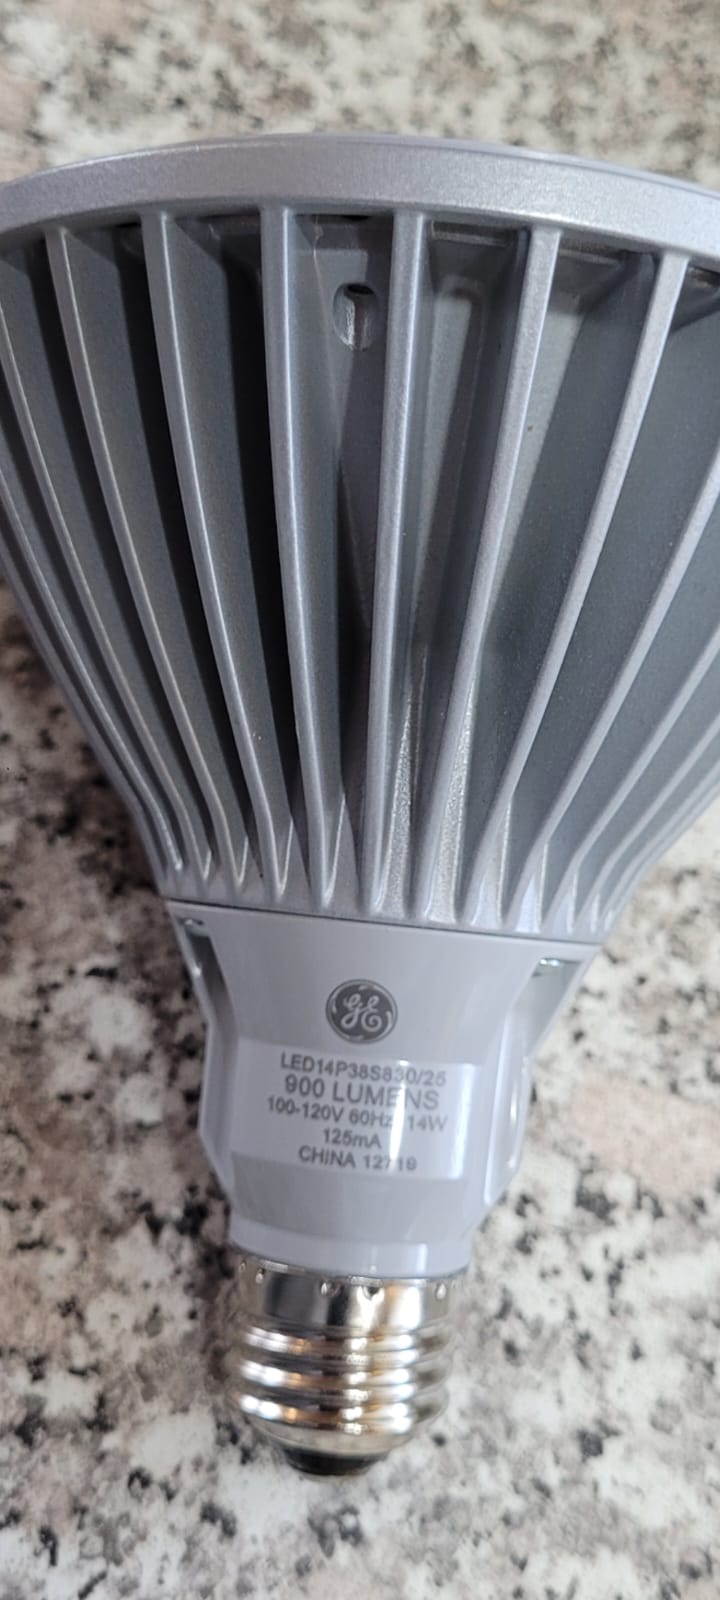 GE
LED14P38S830/25
900 LUMENS
100-120V 60Hz 14W
125mA
CHINA 12719